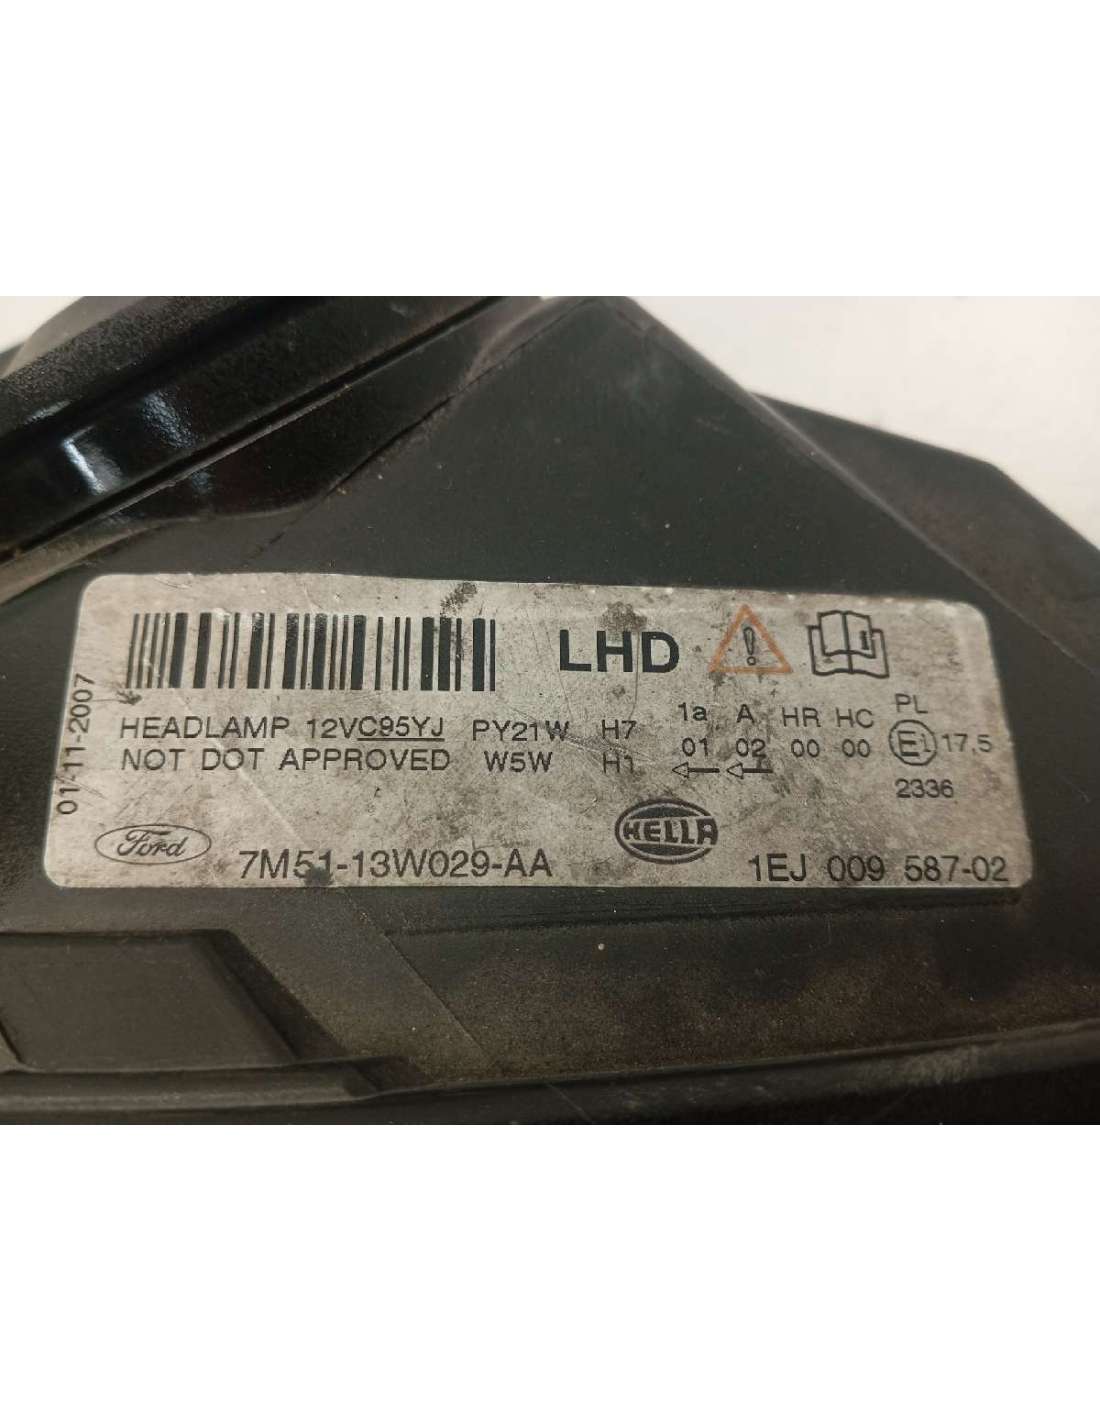 LHD
01-11-2007
HEADLAMP 12VC95YJ PY21W H7
NOT DOT APPROVED W5W H1
1a A HR HC PL
01 02 00 00 E1 17,5
2336
Ford 7M51-13W029-AA HELLA 1EJ 009 587-02